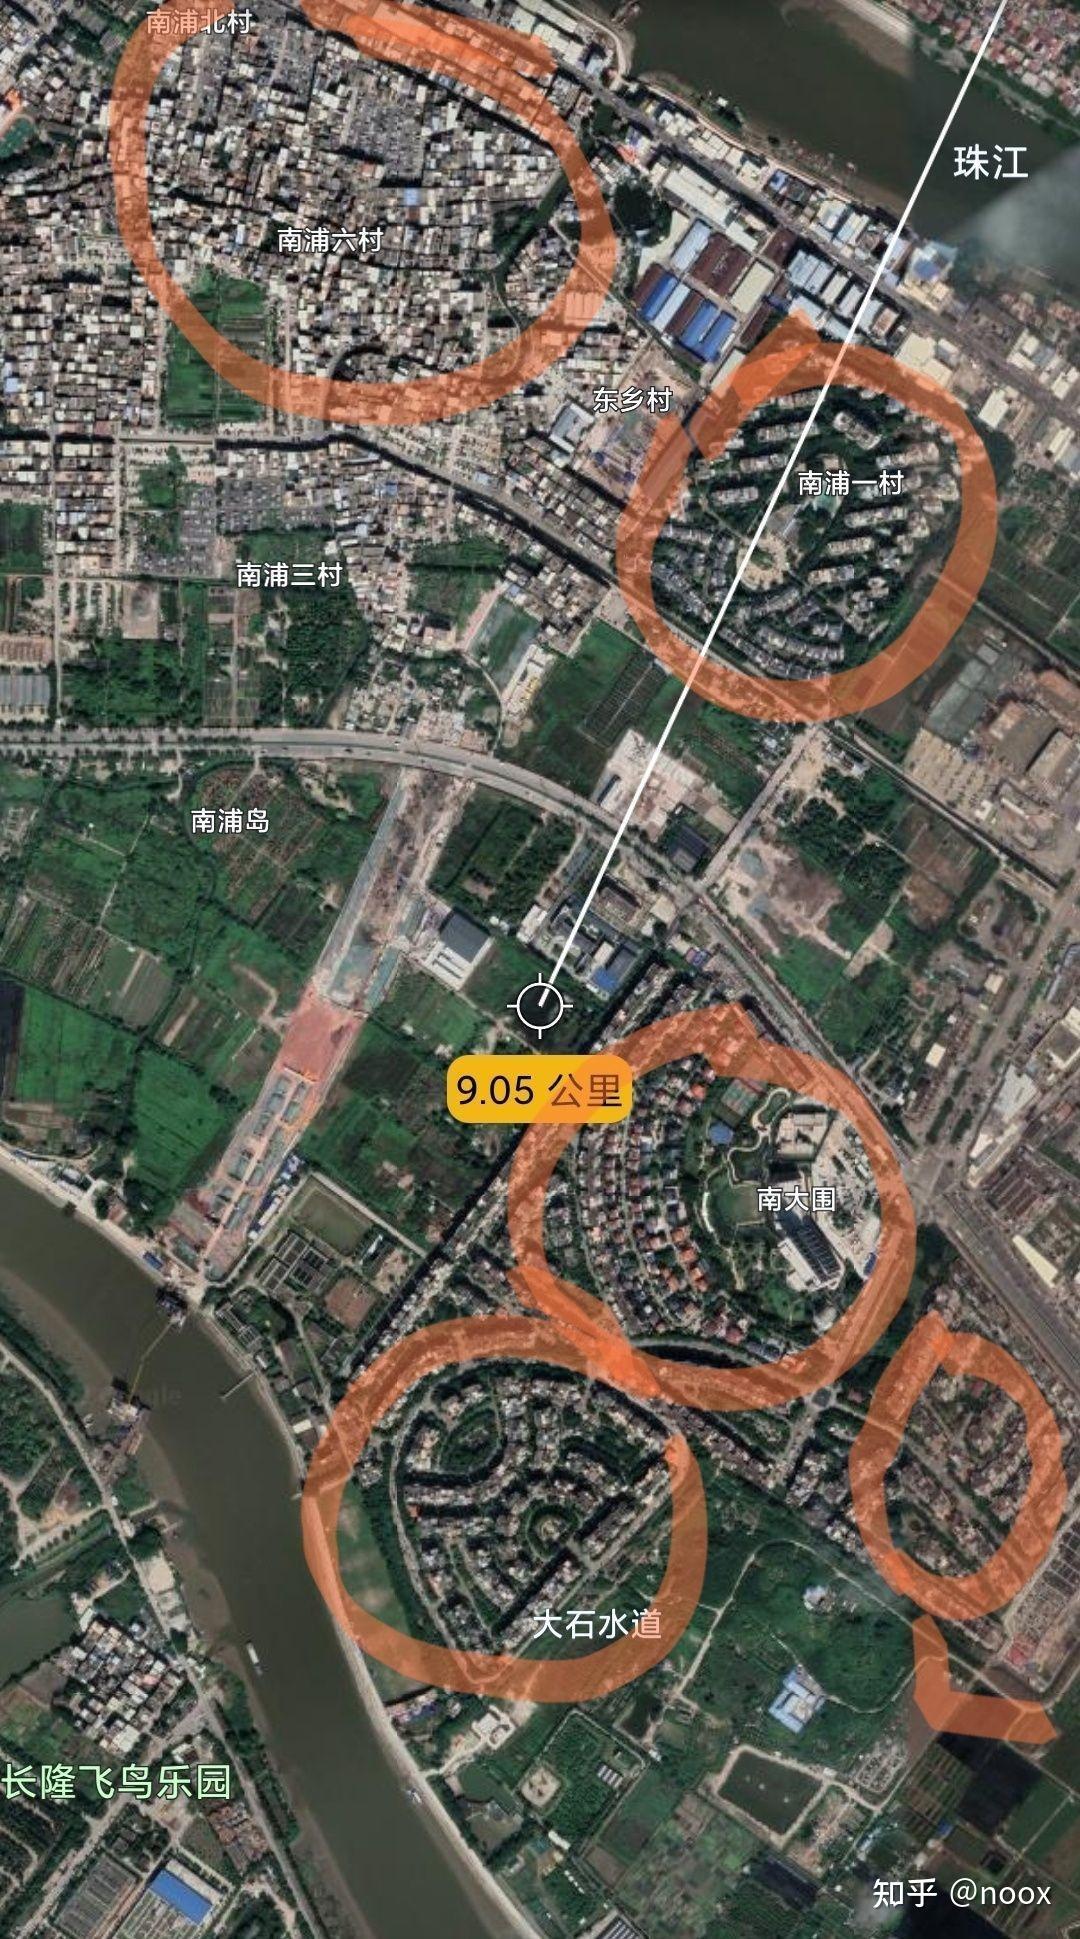 南浦北村
珠江
南浦六村
东乡村
南浦一村
南浦三村
南浦岛
9.05 公里
南大围
大石水道
长隆飞鸟乐园
知乎 @noox